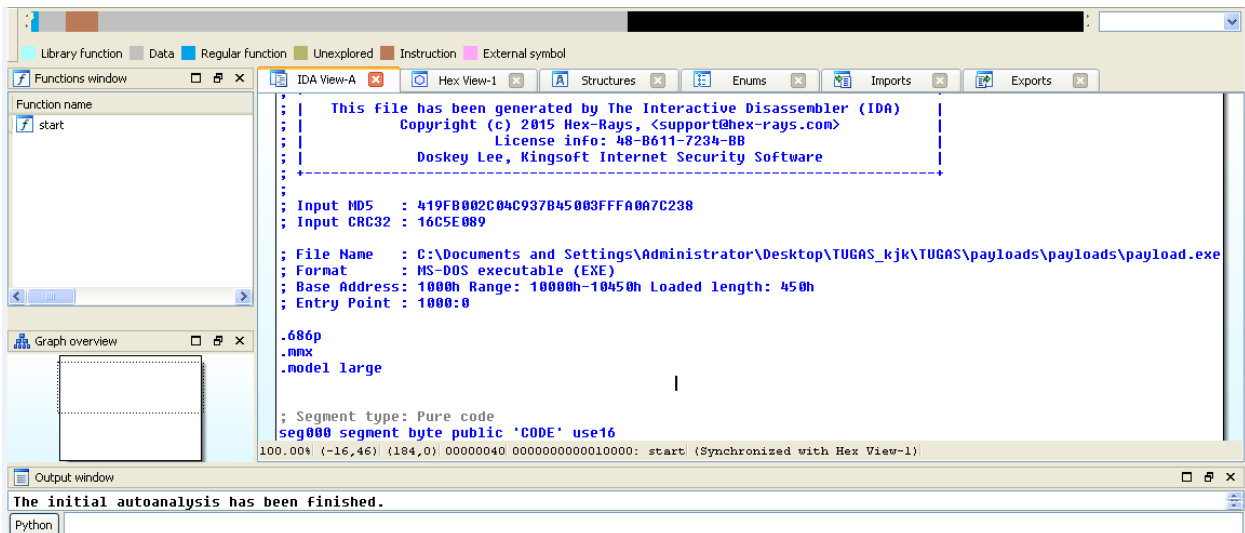 Library function Data Regular function Unexplored Instruction External symbol
Functions window
IDA View-A Hex View-1 Structures Enums Imports Exports
Function name
start
; | This file has been generated by The Interactive Disassembler (IDA) |
; | Copyright (c) 2015 Hex-Rays, <support@hex-rays.com> |
; | License info: 48-B611-7234-BB |
; | Doskey Lee, Kingsoft Internet Security Software |
; +-------------------------------------------------------------------------+
;
; Input MD5   : 419FB002C04C937B45003FFFA0A7C238
; Input CRC32 : 16C5E089
; File Name   : C:\Documents and Settings\Administrator\Desktop\TUGAS_kjk\TUGAS\payloads\payloads\payload.exe
; Format      : MS-DOS executable (EXE)
; Base Address: 1000h Range: 10000h-10450h Loaded length: 450h
; Entry Point : 1000:0
.686p
.mmx
.model large
; Segment type: Pure code
seg000 segment byte public 'CODE' use16
Graph overview
100.00% (-16,46) (184,0) 00000040 0000000000010000: start (Synchronized with Hex View-1)
Output window
The initial autoanalysis has been finished.
Python